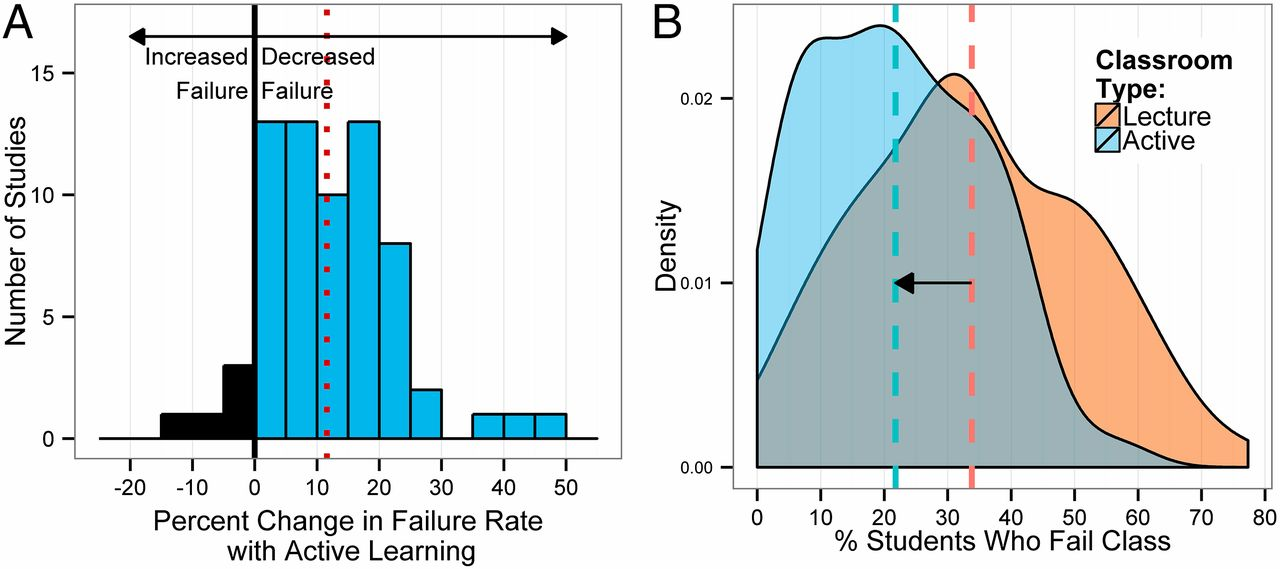 A
Increased Decreased
Failure Failure
15
10
5
0
Number of Studies
-20 -10 0 10 20 30 40 50
Percent Change in Failure Rate
with Active Learning
B
Classroom
Type:
Lecture
Active
0.02
0.01
0.00
Density
0 10 20 30 40 50 60 70 80
% Students Who Fail Class